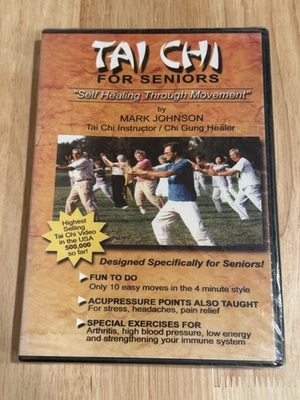 TAI CHI
FOR SENIORS
"Self Healing Through Movement"
by
MARK JOHNSON
Tai Chi Instructor / Chi Gung Healer
Highest
Selling
Tai Chi Video
in the USA
500,000
so far!
Designed Specifically for Seniors!
FUN TO DO
Only 10 easy moves in the 4 minute style
ACUPRESSURE POINTS ALSO TAUGHT
For stress, headaches, pain relief
SPECIAL EXERCISES FOR
Arthritis, high blood pressure, low energy
and strengthening your immune system